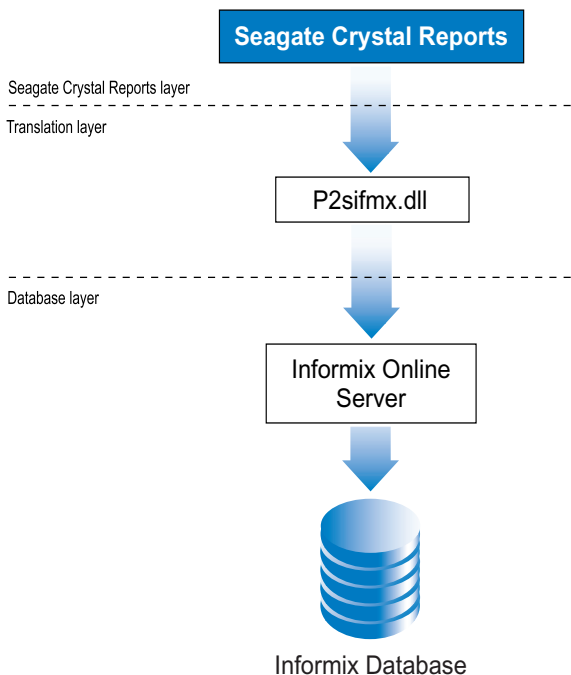 Seagate Crystal Reports
Seagate Crystal Reports layer
Translation layer
P2sifmx.dll
Database layer
Informix Online
Server
Informix Database